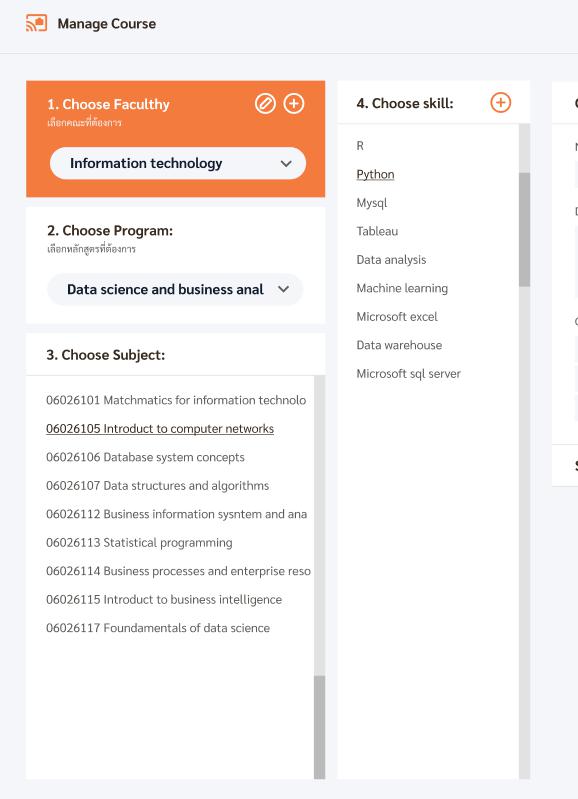 Manage Course
1. Choose Faculthy
เลือกคณะที่ต้องการ
Information technology
2. Choose Program:
เลือกหลักสูตรที่ต้องการ
Data science and business anal
3. Choose Subject:
06026101 Matchmatics for information technolo
06026105 Introduct to computer networks
06026106 Database system concepts
06026107 Data structures and algorithms
06026112 Business information sysntem and ana
06026113 Statistical programming
06026114 Business processes and enterprise reso
06026115 Introduct to business intelligence
06026117 Foundamentals of data science
4. Choose skill:
R
Python
Mysql
Tableau
Data analysis
Machine learning
Microsoft excel
Data warehouse
Microsoft sql server